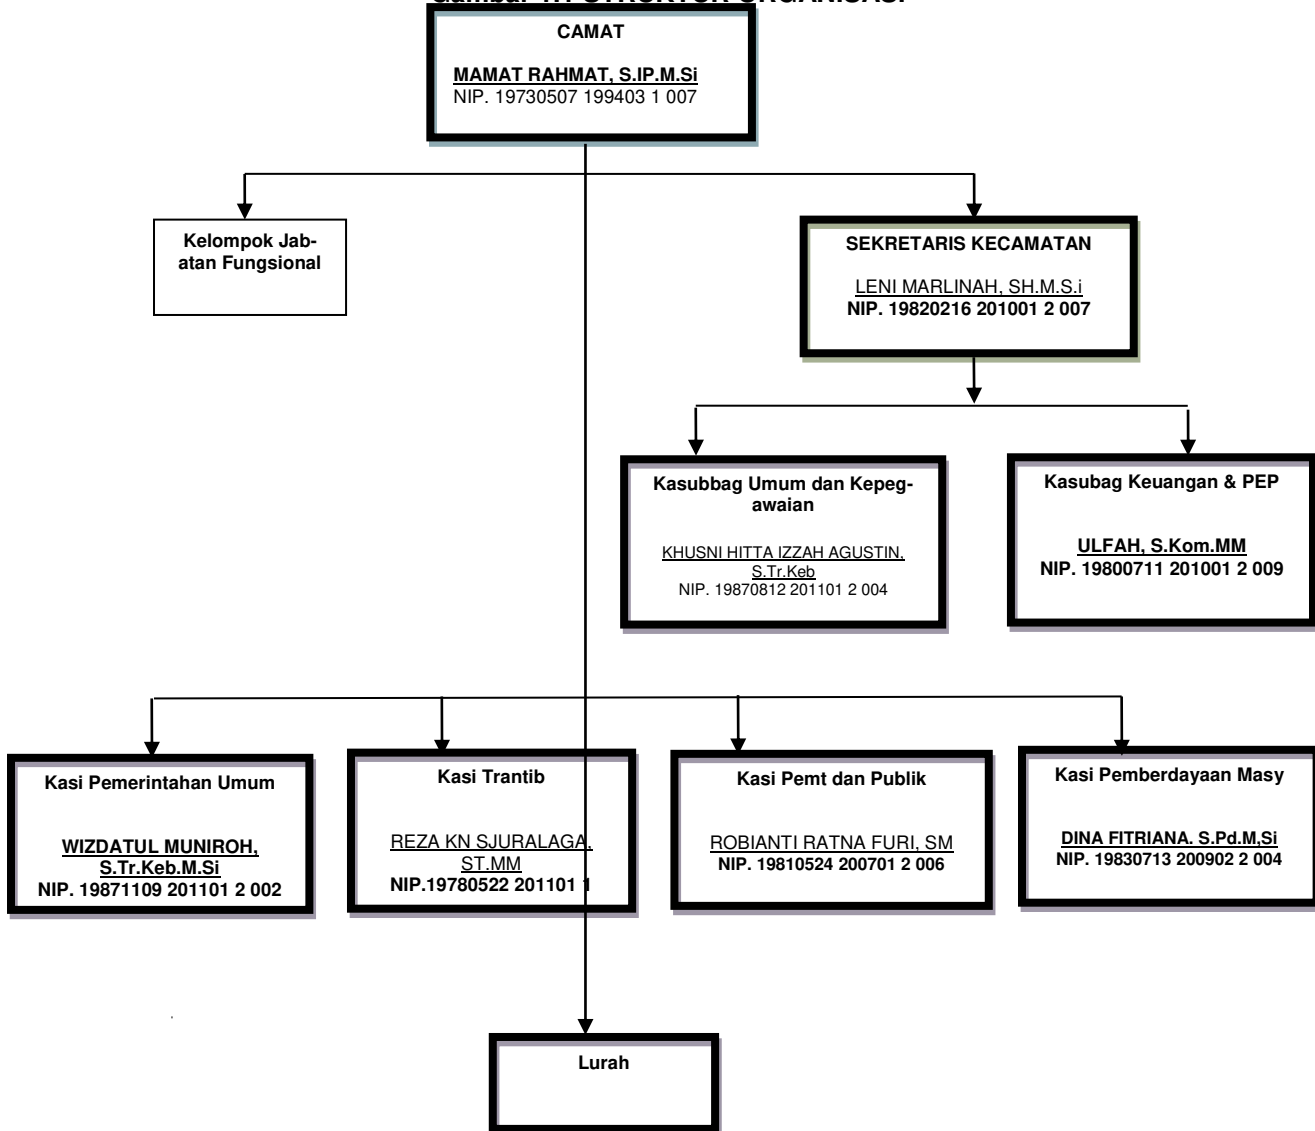 Gambar 1.1 STRUKTUR ORGANISASI
CAMAT
MAMAT RAHMAT, S.IP.M.Si
NIP. 19730507 199403 1 007
Kelompok Jab-
atan Fungsional
SEKRETARIS KECAMATAN
LENI MARLINAH, SH.M.S.i
NIP. 19820216 201001 2 007
Kasubbag Umum dan Kepeg-
awaian
KHUSNI HITTA IZZAH AGUSTIN,
S.Tr.Keb
NIP. 19870812 201101 2 004
Kasubag Keuangan & PEP
ULFAH, S.Kom.MM
NIP. 19800711 201001 2 009
Kasi Pemerintahan Umum
WIZDATUL MUNIROH,
S.Tr.Keb.M.Si
NIP. 19871109 201101 2 002
Kasi Trantib
REZA KN SJURALAGA,
ST.MM
NIP.19780522 201101 1
Kasi Pemt dan Publik
ROBIANTI RATNA FURI, SM
NIP. 19810524 200701 2 006
Kasi Pemberdayaan Masy
DINA FITRIANA. S.Pd.M,Si
NIP. 19830713 200902 2 004
Lurah